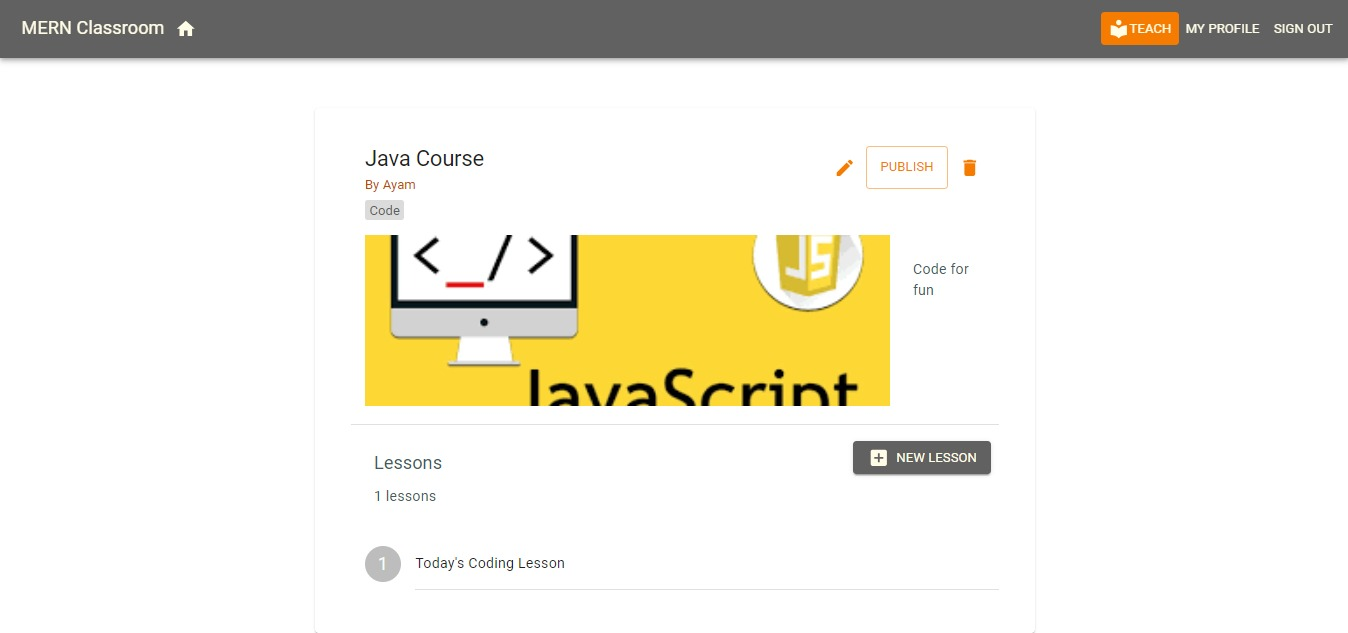 MERN Classroom
TEACH MY PROFILE SIGN OUT
Java Course
PUBLISH
By Ayam
Code
< _ / >
JS
Code for
fun
JavaScript
Lessons
NEW LESSON
1 lessons
1 Today's Coding Lesson